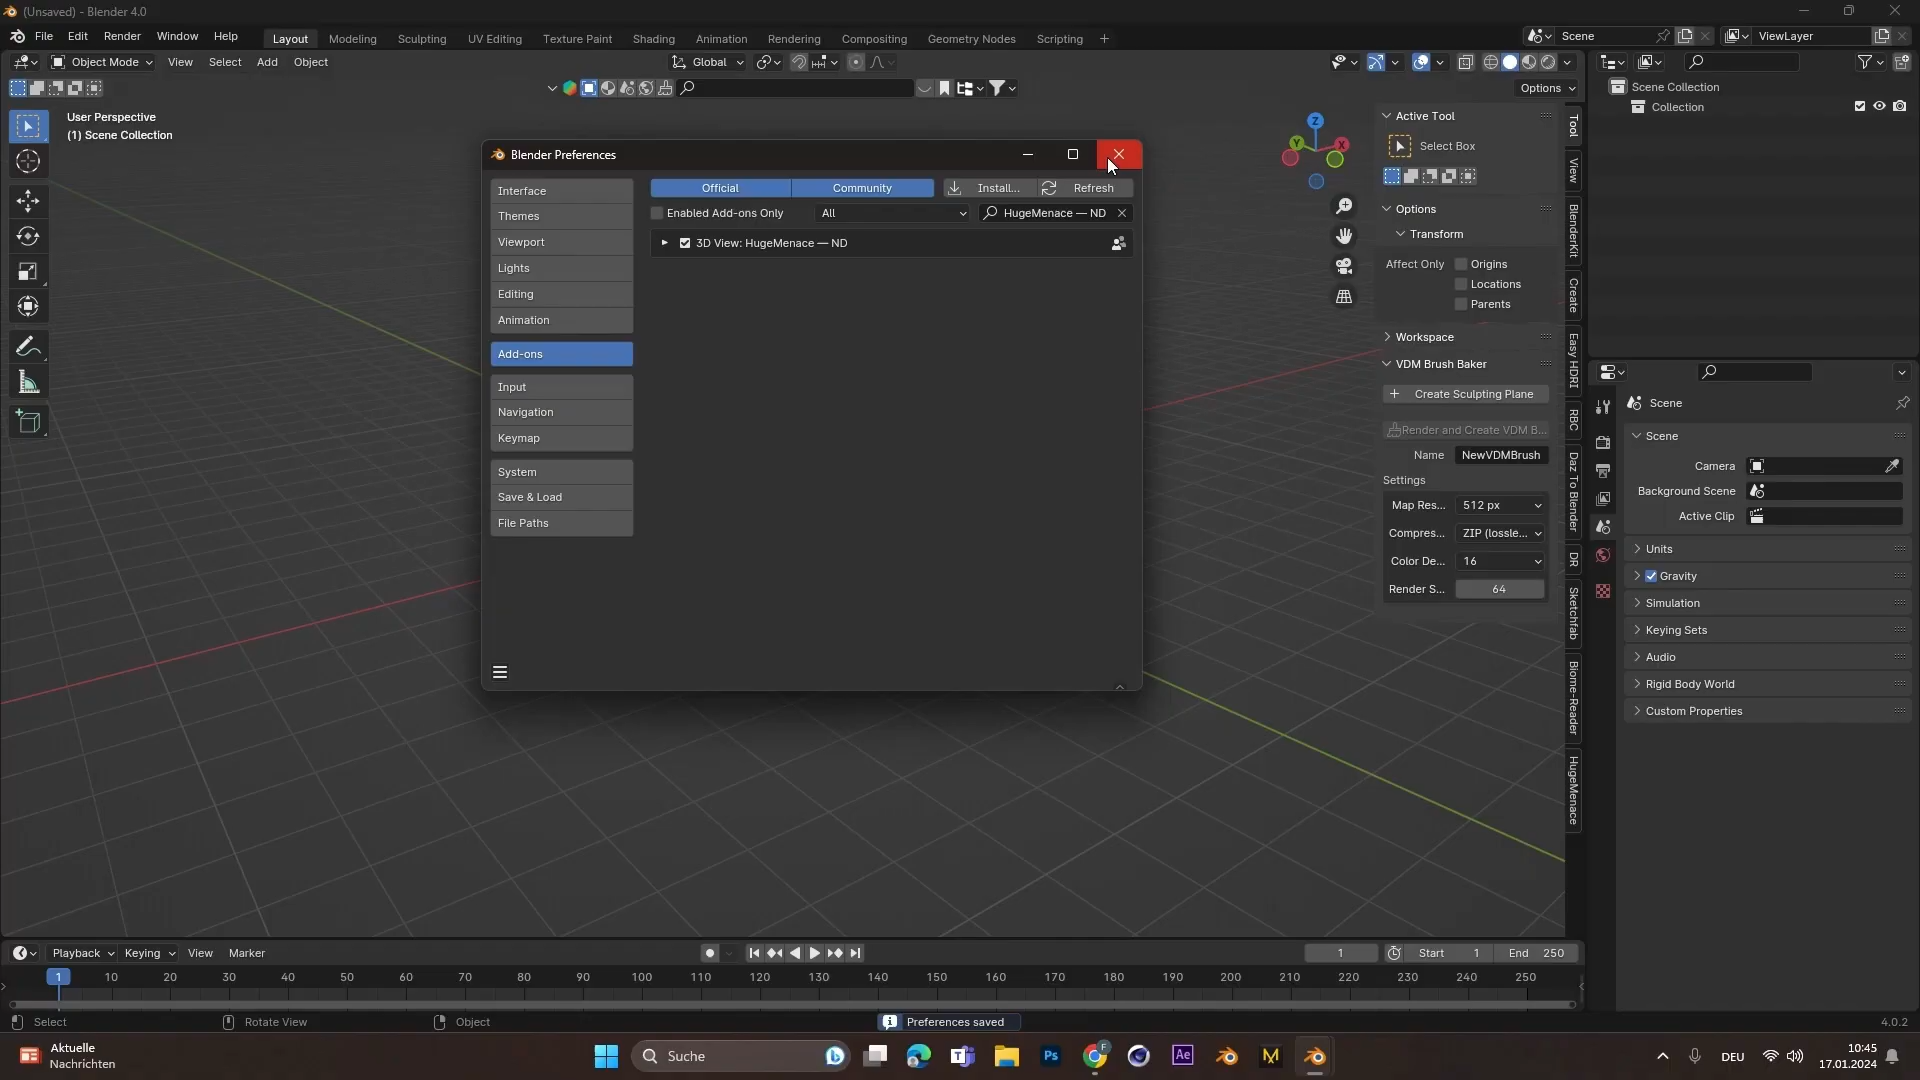 (Unsaved) - Blender 4.0
File Edit Render Window Help
Layout Modeling Sculpting UV Editing Texture Paint Shading Animation Rendering Compositing Geometry Nodes Scripting +
Scene
ViewLayer
Object Mode View Select Add Object
Global
Options
User Perspective
(1) Scene Collection
Z
Y
X
Blender Preferences
Interface
Themes
Viewport
Lights
Editing
Animation
Add-ons
Input
Navigation
Keymap
System
Save & Load
File Paths
Official Community Install... Refresh
Enabled Add-ons Only All HugeMenace — ND
3D View: HugeMenace — ND
Active Tool
Select Box
Options
Transform
Affect Only Origins
Locations
Parents
Workspace
VDM Brush Baker
Create Sculpting Plane
Render and Create VDM B...
Name NewVDMBrush
Settings
Map Res... 512 px
Compres... ZIP (lossle...
Color De... 16
Render S... 64
Tool
View
BlenderKit
Create
Easy HDRI
RBC
Daz To Blender
DR
Sketchfab
Biome-Reader
HugeMenace
Scene Collection
Collection
Scene
Scene
Camera
Background Scene
Active Clip
Units
Gravity
Simulation
Keying Sets
Audio
Rigid Body World
Custom Properties
Playback Keying View Marker
1 Start 1 End 250
1 10 20 30 40 50 60 70 80 90 100 110 120 130 140 150 160 170 180 190 200 210 220 230 240 250
Select Rotate View Object
Preferences saved
4.0.2
Aktuelle
Nachrichten
Suche
F
Ps
Ae
M
DEU
10:45
17.01.2024